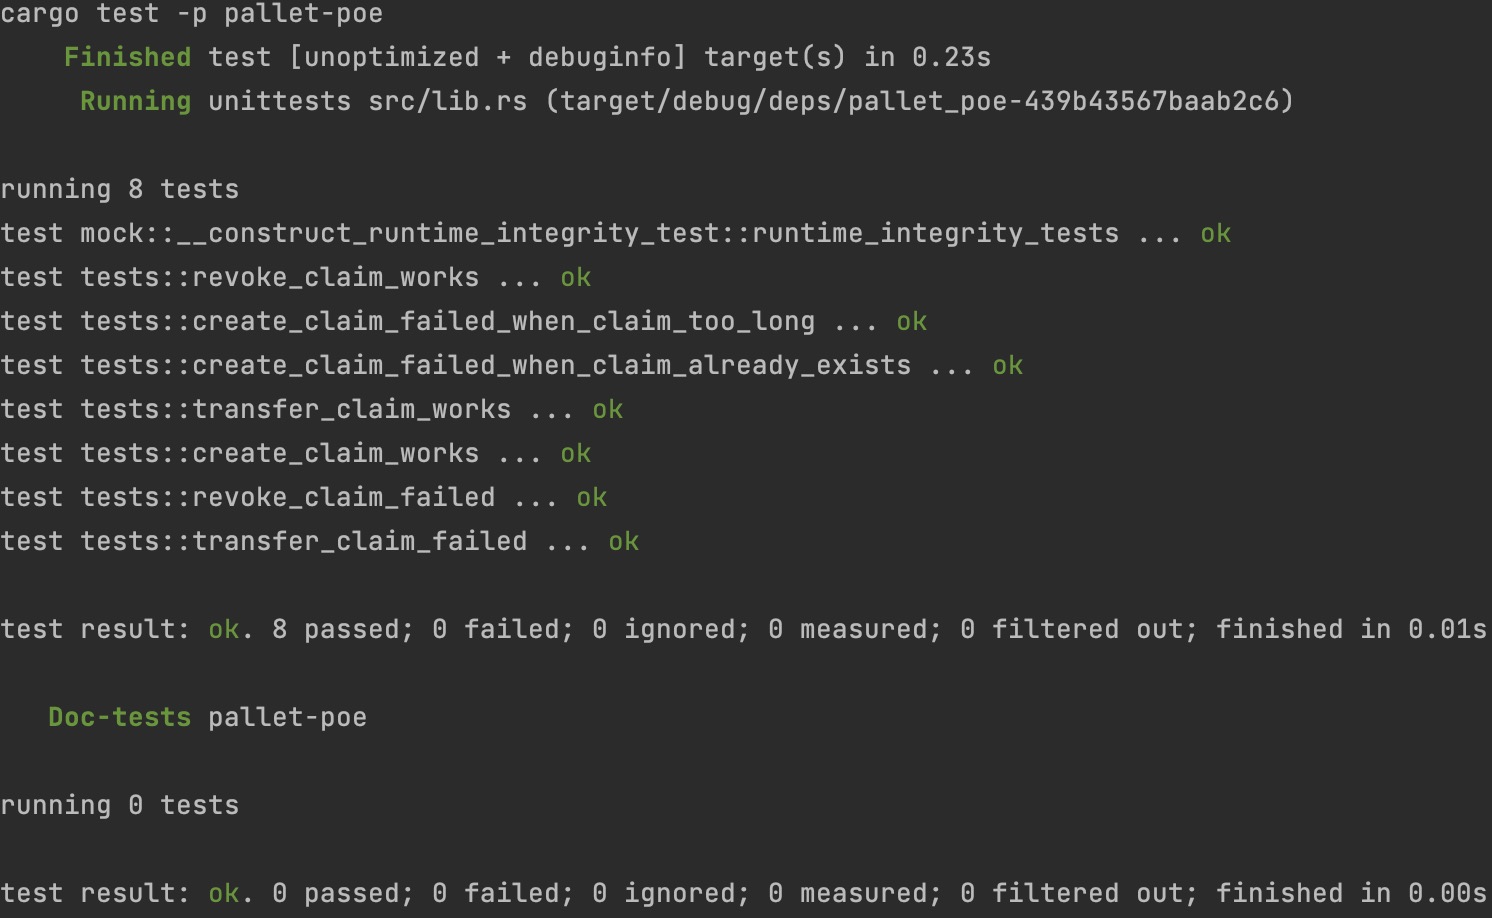 cargo test -p pallet-poe
Finished test [unoptimized + debuginfo] target(s) in 0.23s
Running unittests src/lib.rs (target/debug/deps/pallet_poe-439b43567baab2c6)
running 8 tests
test mock::__construct_runtime_integrity_test::runtime_integrity_tests ... ok
test tests::revoke_claim_works ... ok
test tests::create_claim_failed_when_claim_too_long ... ok
test tests::create_claim_failed_when_claim_already_exists ... ok
test tests::transfer_claim_works ... ok
test tests::create_claim_works ... ok
test tests::revoke_claim_failed ... ok
test tests::transfer_claim_failed ... ok
test result: ok. 8 passed; 0 failed; 0 ignored; 0 measured; 0 filtered out; finished in 0.01s
Doc-tests pallet-poe
running 0 tests
test result: ok. 0 passed; 0 failed; 0 ignored; 0 measured; 0 filtered out; finished in 0.00s